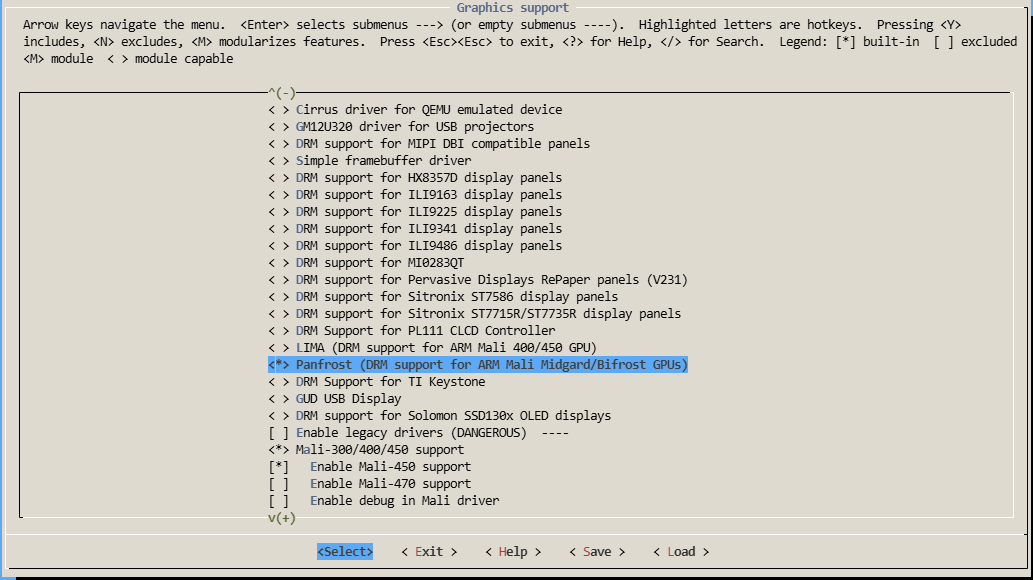 Graphics support
Arrow keys navigate the menu.  <Enter> selects submenus ---> (or empty submenus ----).  Highlighted letters are hotkeys.  Pressing <Y>
includes, <N> excludes, <M> modularizes features.  Press <Esc><Esc> to exit, <?> for Help, </> for Search.  Legend: [*] built-in  [ ] excluded
<M> module  < > module capable
^(-)
< > Cirrus driver for QEMU emulated device
< > GM12U320 driver for USB projectors
< > DRM support for MIPI DBI compatible panels
< > Simple framebuffer driver
< > DRM support for HX8357D display panels
< > DRM support for ILI9163 display panels
< > DRM support for ILI9225 display panels
< > DRM support for ILI9341 display panels
< > DRM support for ILI9486 display panels
< > DRM support for MI0283QT
< > DRM support for Pervasive Displays RePaper panels (V231)
< > DRM support for Sitronix ST7586 display panels
< > DRM support for Sitronix ST7715R/ST7735R display panels
< > DRM Support for PL111 CLCD Controller
< > LIMA (DRM support for ARM Mali 400/450 GPU)
<*> Panfrost (DRM support for ARM Mali Midgard/Bifrost GPUs)
< > DRM Support for TI Keystone
< > GUD USB Display
< > DRM support for Solomon SSD130x OLED displays
[ ] Enable legacy drivers (DANGEROUS)  ----
<*> Mali-300/400/450 support
[*]   Enable Mali-450 support
[ ]   Enable Mali-470 support
[ ]   Enable debug in Mali driver
v(+)
<Select>    < Exit >    < Help >    < Save >    < Load >